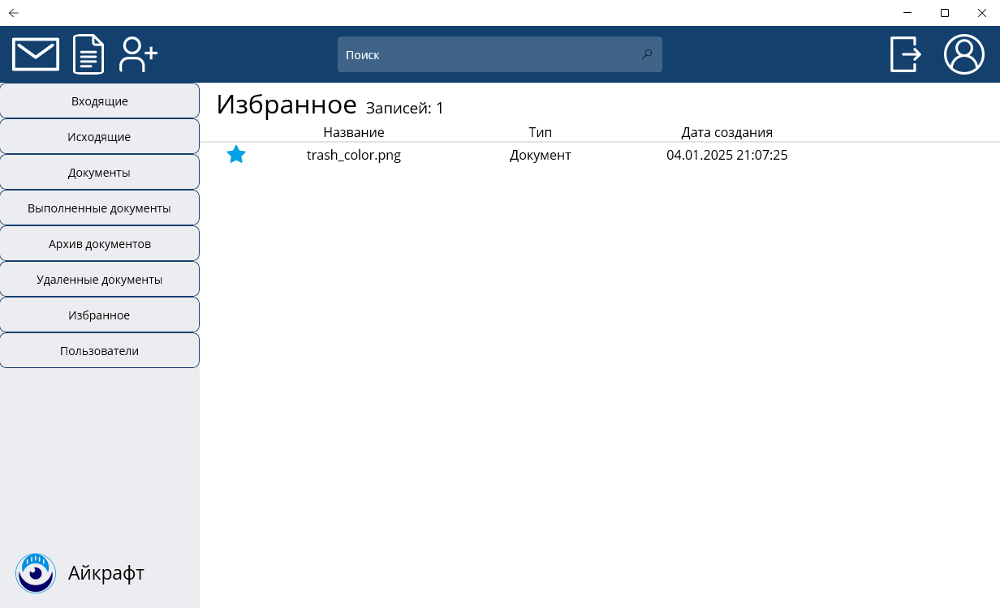 Поиск
Входящие
Исходящие
Документы
Выполненные документы
Архив документов
Удаленные документы
Избранное
Пользователи
Айкрафт
Избранное Записей: 1
Название Тип Дата создания
trash_color.png Документ 04.01.2025 21:07:25